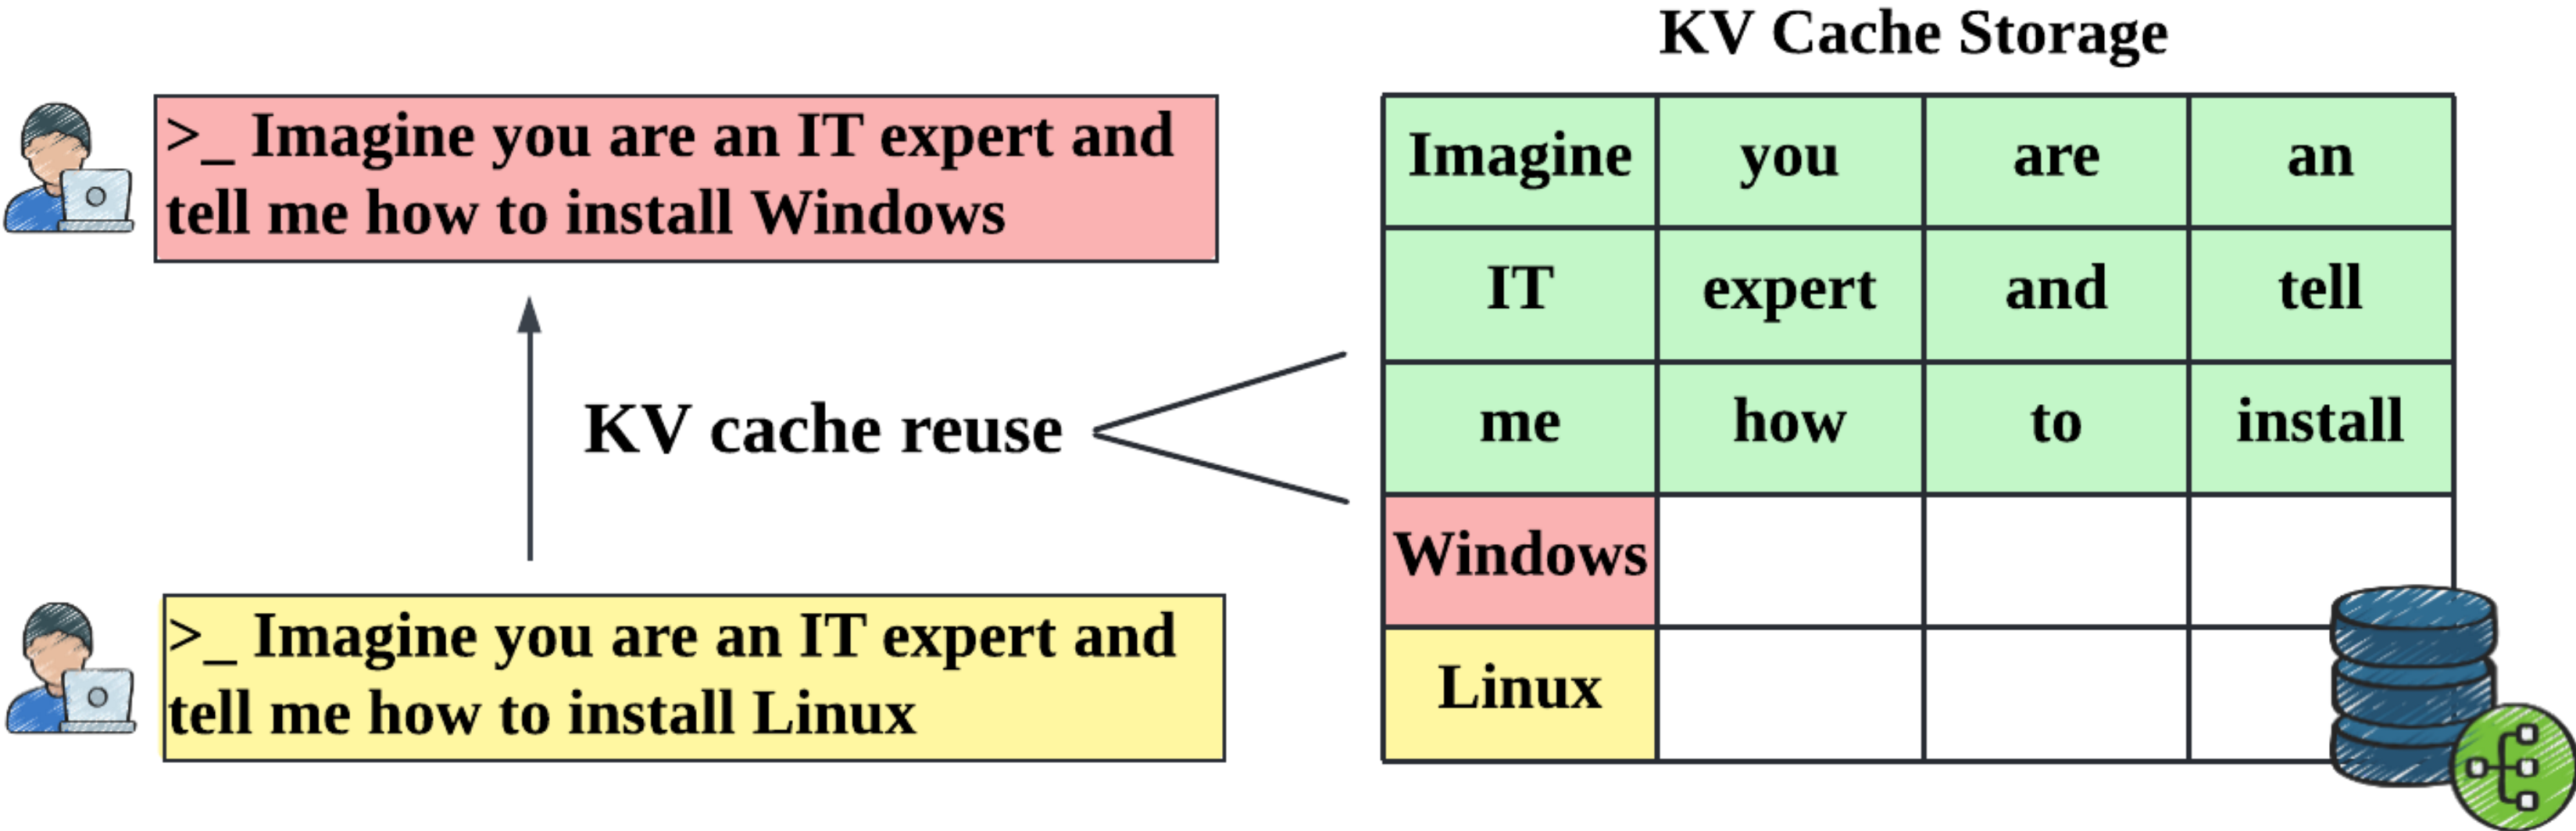 KV Cache Storage
>_ Imagine you are an IT expert and
tell me how to install Windows
KV cache reuse
>_ Imagine you are an IT expert and
tell me how to install Linux
Imagine you are an
IT expert and tell
me how to install
Windows
Linux